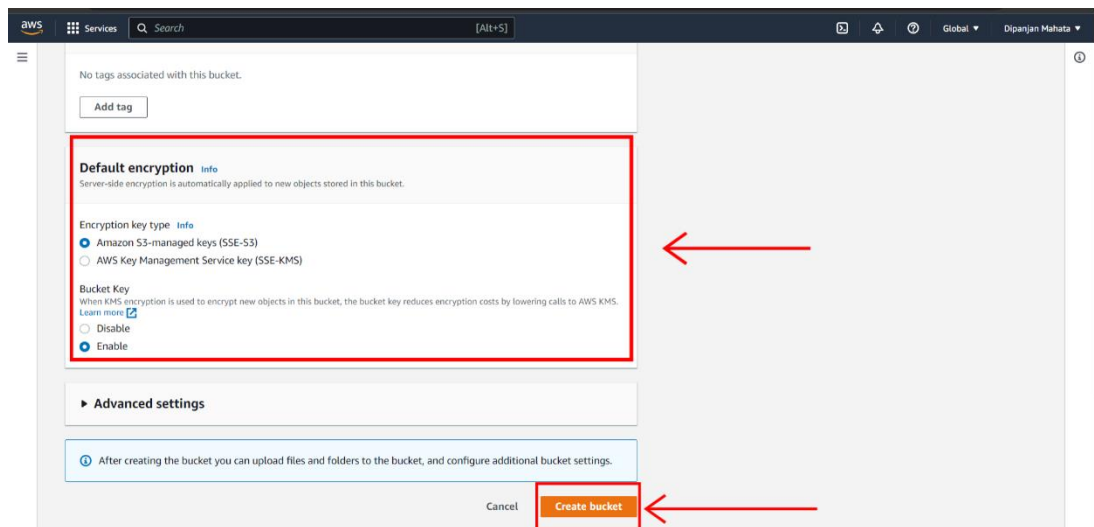 aws Services Search [Alt+S] Global Dipanjan Mahata
No tags associated with this bucket.
Add tag
Default encryption Info
Server-side encryption is automatically applied to new objects stored in this bucket.
Encryption key type Info
Amazon S3-managed keys (SSE-S3)
AWS Key Management Service key (SSE-KMS)
Bucket Key
When KMS encryption is used to encrypt new objects in this bucket, the bucket key reduces encryption costs by lowering calls to AWS KMS.
Learn more
Disable
Enable
Advanced settings
After creating the bucket you can upload files and folders to the bucket, and configure additional bucket settings.
Cancel Create bucket